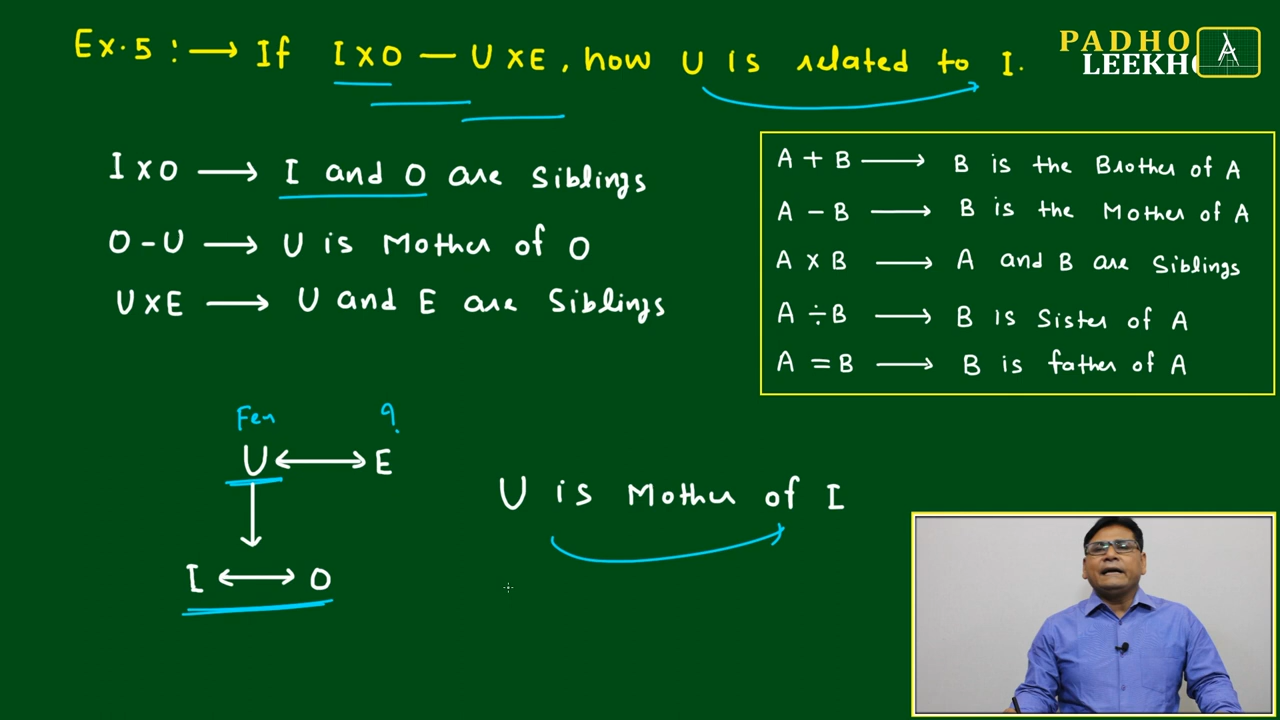 Ex.5 :→ If I×O — U×E, how U is related to I.
PADHO
LEEKH
I×O → I and O are Siblings
O-U → U is Mother of O
U×E → U and E are Siblings
A + B → B is the Brother of A
A - B → B is the Mother of A
A × B → A and B are Siblings
A ÷ B → B is Sister of A
A = B → B is father of A
Fem ?
U ↔ E
I ↔ O
U is Mother of I